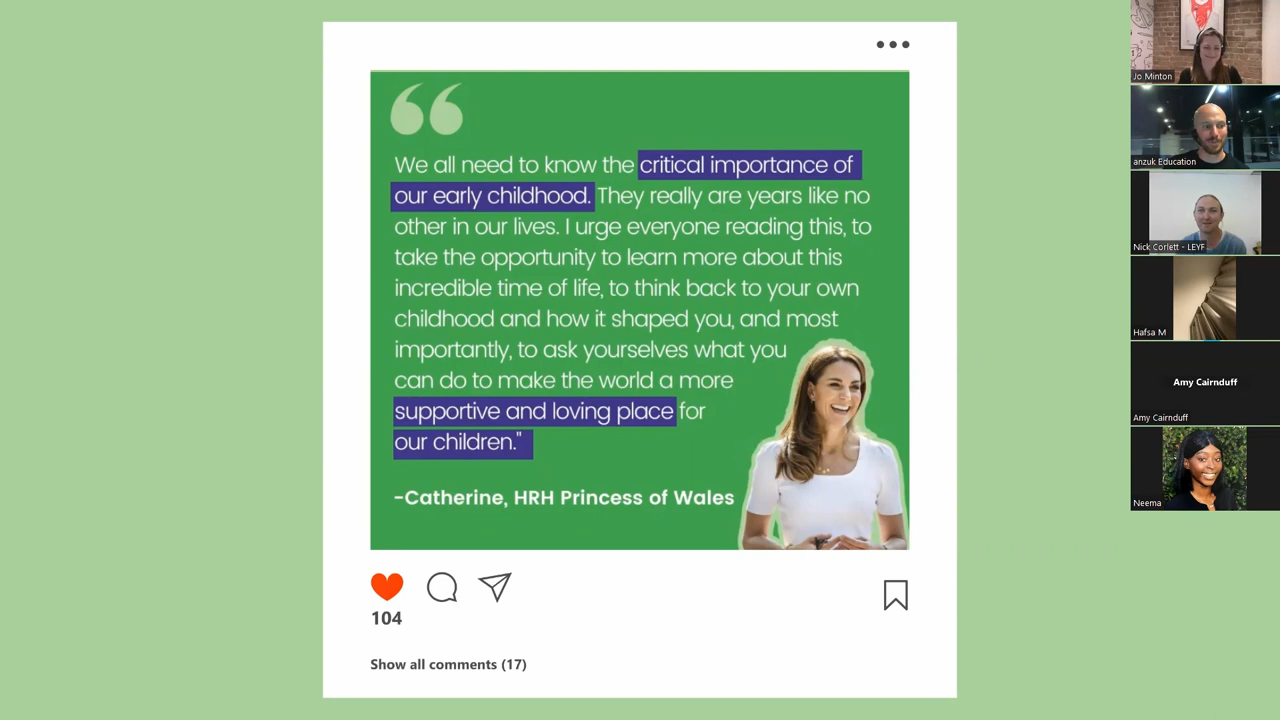 “
We all need to know the critical importance of
our early childhood. They really are years like no
other in our lives. I urge everyone reading this, to
take the opportunity to learn more about this
incredible time of life, to think back to your own
childhood and how it shaped you, and most
importantly, to ask yourselves what you
can do to make the world a more
supportive and loving place for
our children."
-Catherine, HRH Princess of Wales
104
Show all comments (17)
Jo Minton
anzuk Education
Nick Corlett - LEYF
Hafsa M
Amy Cairnduff
Amy Cairnduff
Neema